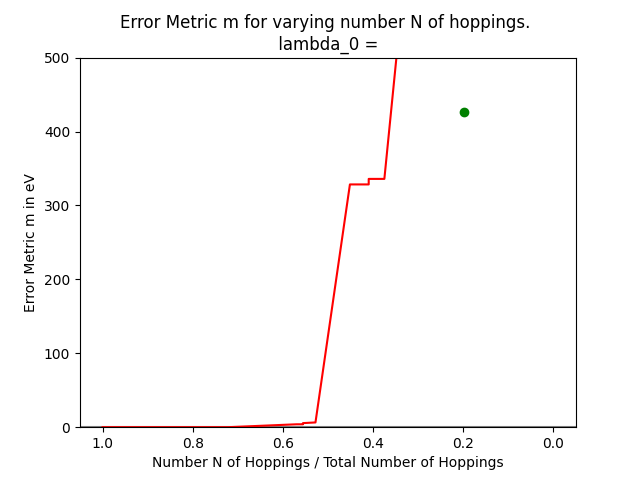 Error Metric m for varying number N of hoppings.
lambda_0 =
500
400
300
200
100
0
Error Metric m in eV
1.0 0.8 0.6 0.4 0.2 0.0
Number N of Hoppings / Total Number of Hoppings